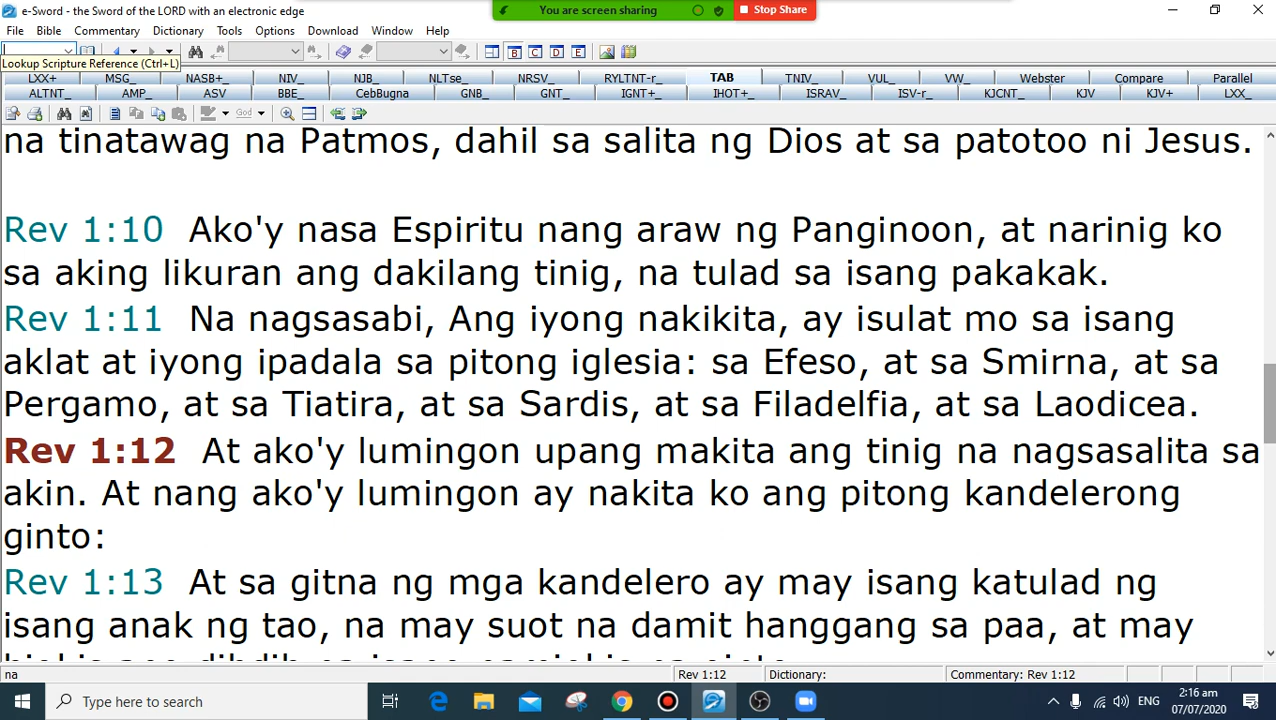 e-Sword - the Sword of the LORD with an electronic edge
You are screen sharing
Stop Share
File Bible Commentary Dictionary Tools Options Download Window Help
B C D E
Lookup Scripture Reference (Ctrl+L)
LXX+ MSG_ NASB+_ NIV_ NJB_ NLTse_ NRSV_ RYLTNT-r_ TAB TNIV_ VUL_ VW_ Webster Compare Parallel
ALTNT_ AMP_ ASV BBE_ CebBugna GNB_ GNT_ IGNT+_ IHOT+_ ISRAV_ ISV-r_ KJCNT_ KJV KJV+ LXX_
God
na tinatawag na Patmos, dahil sa salita ng Dios at sa patotoo ni Jesus.
Rev 1:10 Ako'y nasa Espiritu nang araw ng Panginoon, at narinig ko
sa aking likuran ang dakilang tinig, na tulad sa isang pakakak.
Rev 1:11 Na nagsasabi, Ang iyong nakikita, ay isulat mo sa isang
aklat at iyong ipadala sa pitong iglesia: sa Efeso, at sa Smirna, at sa
Pergamo, at sa Tiatira, at sa Sardis, at sa Filadelfia, at sa Laodicea.
Rev 1:12 At ako'y lumingon upang makita ang tinig na nagsasalita sa
akin. At nang ako'y lumingon ay nakita ko ang pitong kandelerong
ginto:
Rev 1:13 At sa gitna ng mga kandelero ay may isang katulad ng
isang anak ng tao, na may suot na damit hanggang sa paa, at may
na Rev 1:12 Dictionary: Commentary: Rev 1:12
Type here to search
ENG
2:16 am
07/07/2020